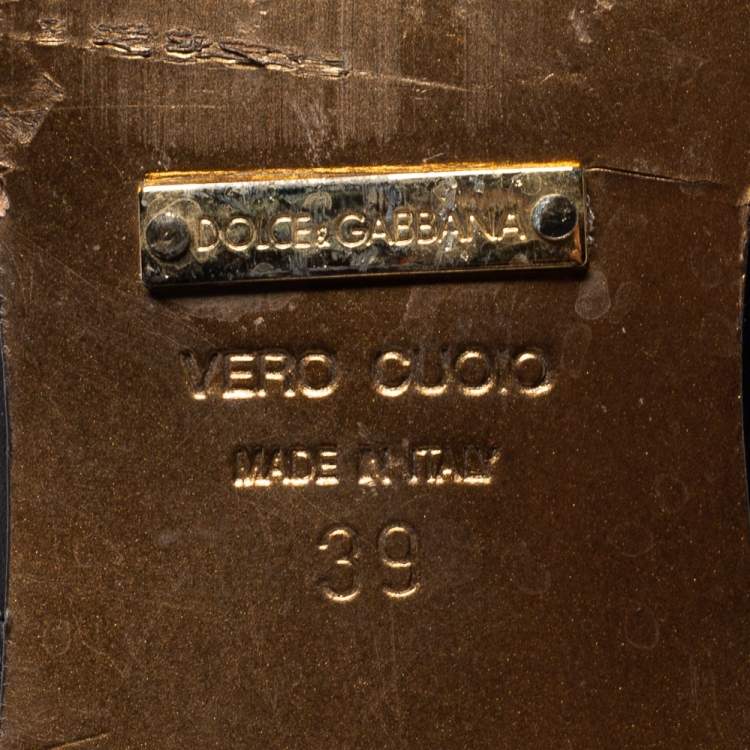 DOLCE & GABBANA
VERO CUOIO
MADE IN ITALY
39